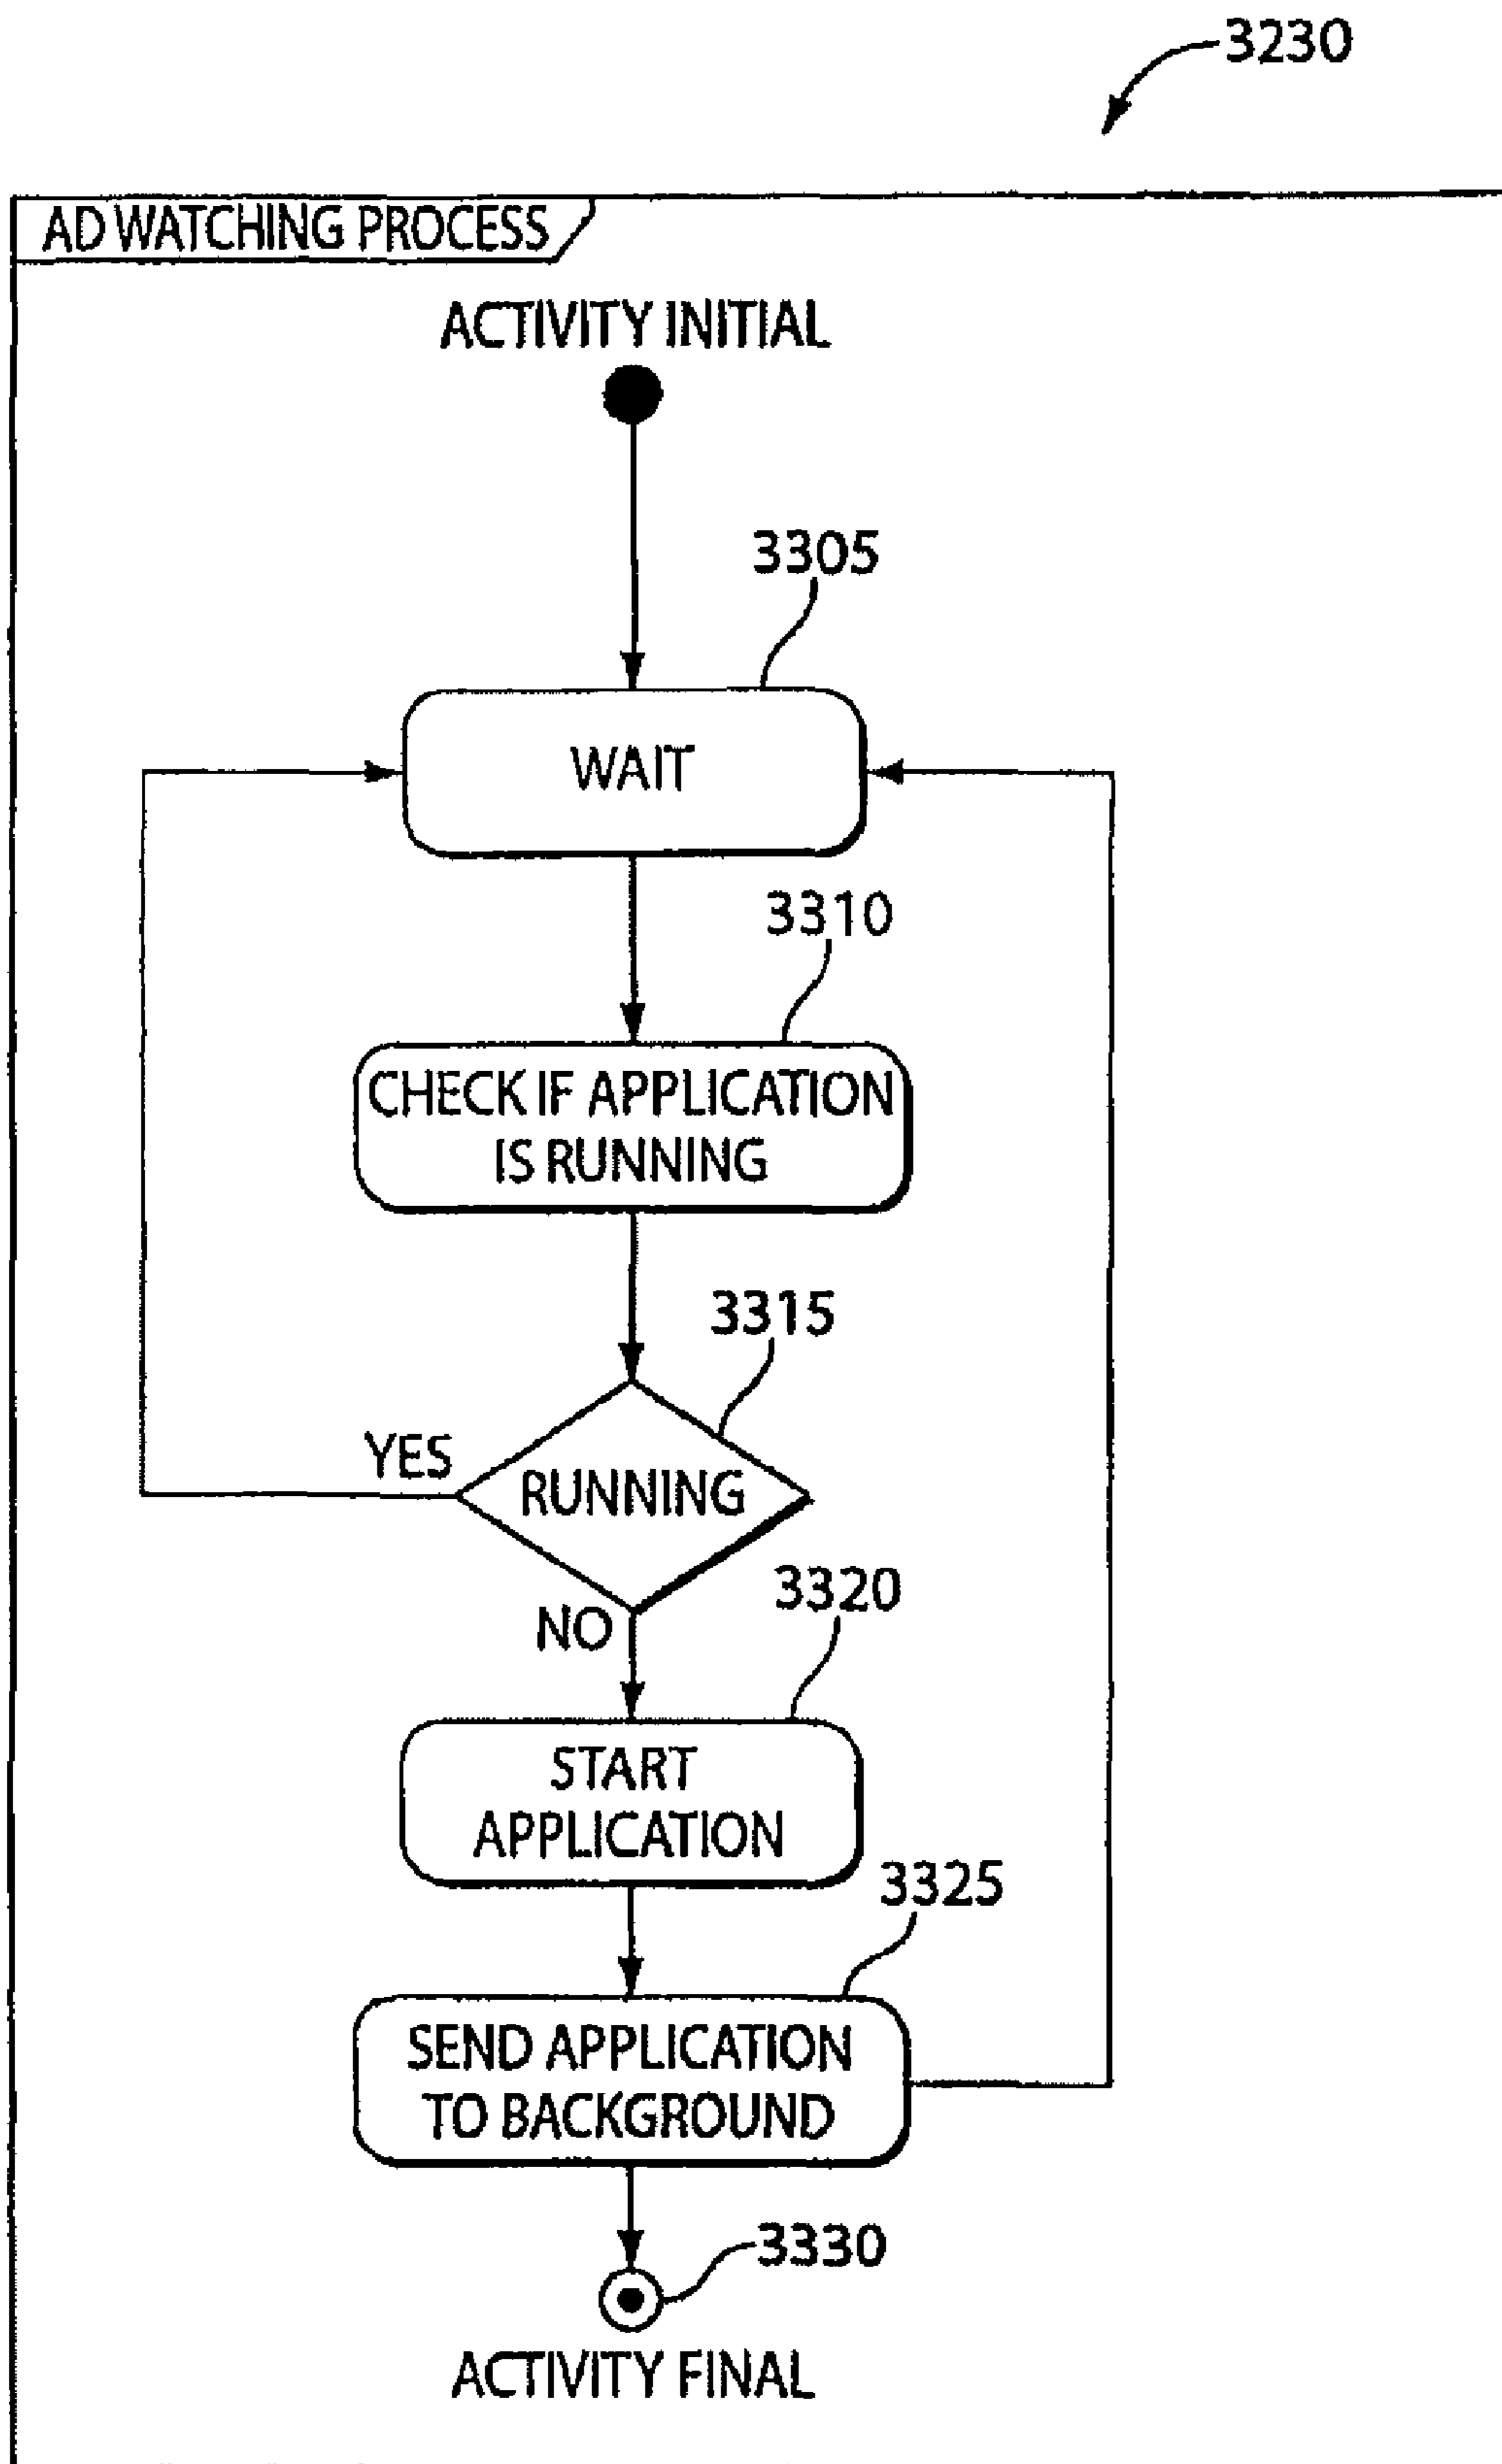 3230
AD WATCHING PROCESS
ACTIVITY INITIAL
3305
WAIT
3310
CHECK IF APPLICATION
IS RUNNING
3315
YES
RUNNING
3320
NO
START
APPLICATION
3325
SEND APPLICATION
TO BACKGROUND
3330
ACTIVITY FINAL